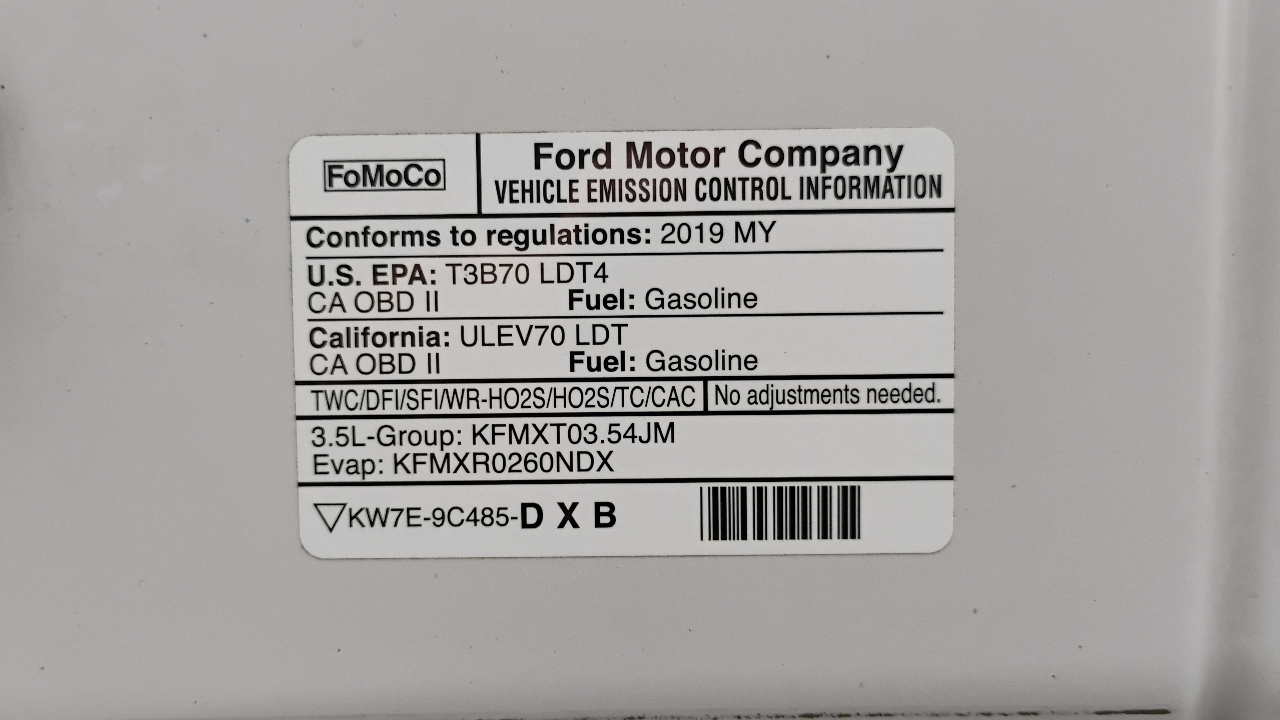 FoMoCo
Ford Motor Company
VEHICLE EMISSION CONTROL INFORMATION
Conforms to regulations: 2019 MY
U.S. EPA: T3B70 LDT4
CA OBD II Fuel: Gasoline
California: ULEV70 LDT
CA OBD II Fuel: Gasoline
TWC/DFI/SFI/WR-HO2S/HO2S/TC/CAC No adjustments needed.
3.5L-Group: KFMXT03.54JM
Evap: KFMXR0260NDX
▽KW7E-9C485-D X B